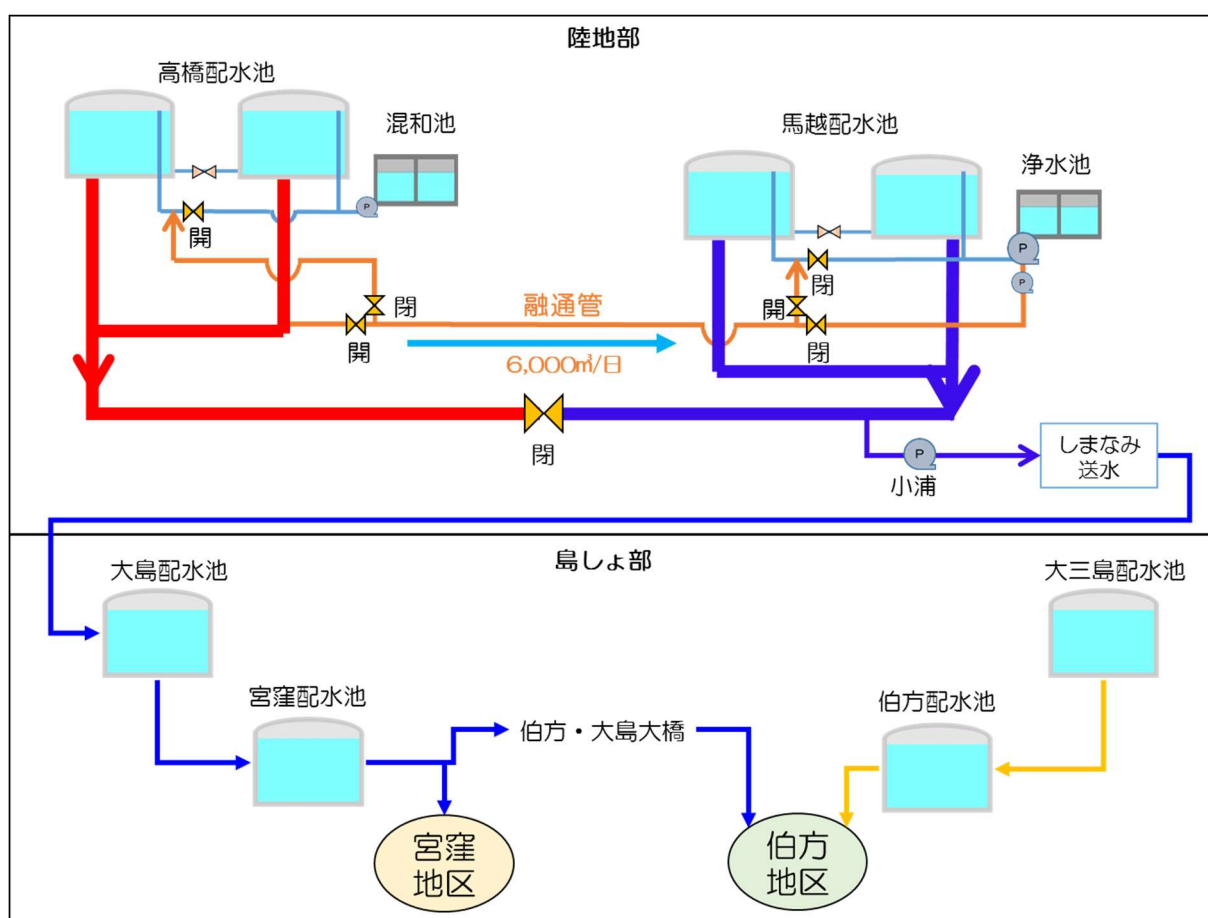 陸地部
高橋配水池
混和池
P
開
馬越配水池
浄水池
P
P
閉
開
閉
閉
開
融通管
6,000㎥/日
閉
P
小浦
しまなみ
送水
島しょ部
大島配水池
大三島配水池
宮窪配水池
伯方・大島大橋
伯方配水池
宮窪
地区
伯方
地区